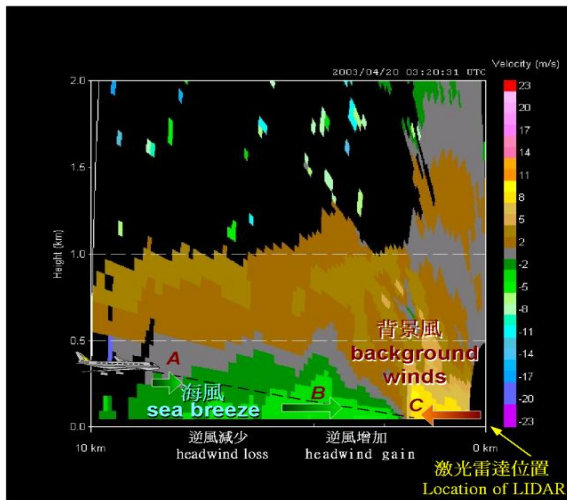 Velocity (m/s)
2003/04/20 03:20:31 UTC
2.0
1.5
1.0
0.5
0.0
Height (km)
23
22
20
17
14
11
8
5
2
-2
-5
-8
-11
-14
-17
-20
-22
-23
A
B
C
背景風
background
winds
海風
sea breeze
10 km
0 km
逆風減少
headwind loss
逆風增加
headwind gain
激光雷達位置
Location of LIDAR